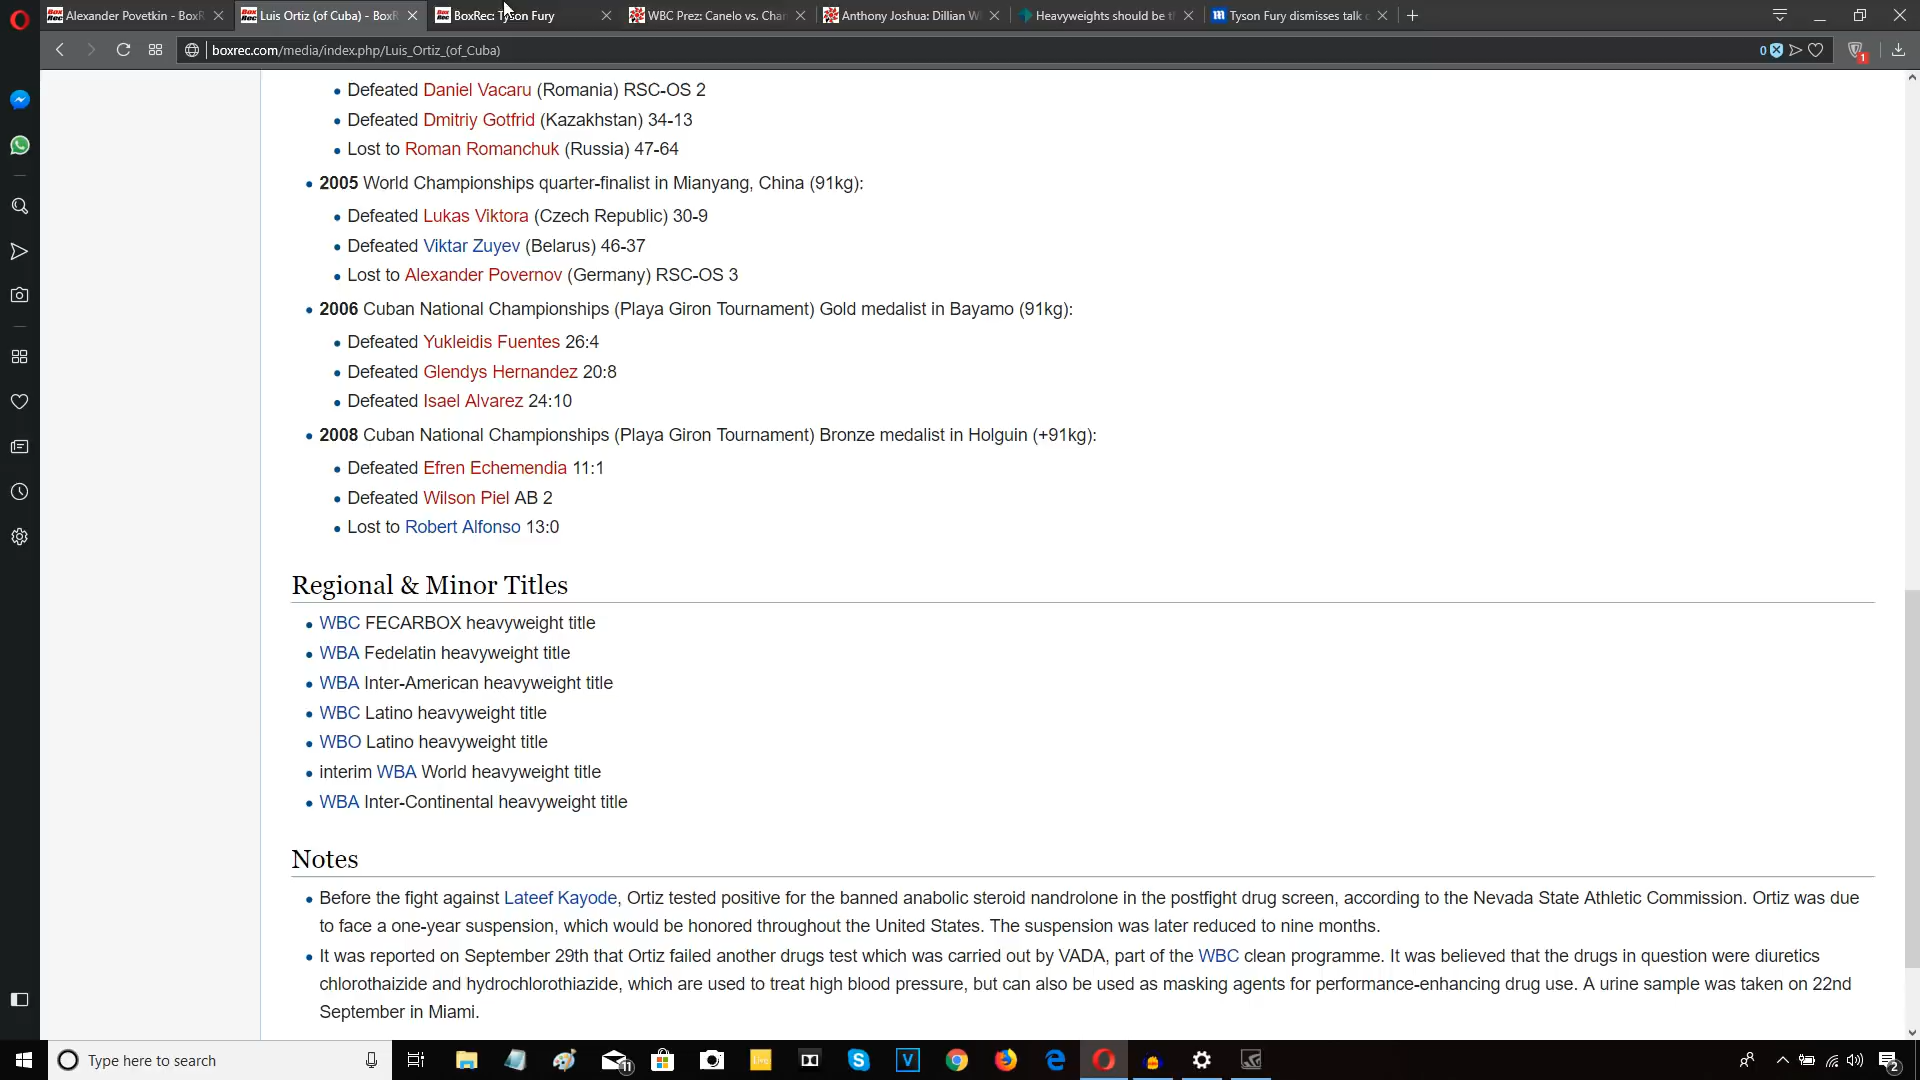 Alexander Povetkin - BoxR
Luis Ortiz (of Cuba) - BoxR
BoxRec: Tyson Fury
WBC Prez: Canelo vs. Cha
Anthony Joshua: Dillian W
Heavyweights should be t
Tyson Fury dismisses talk
boxrec.com/media/index.php/Luis_Ortiz_(of_Cuba)
0
1
Defeated Daniel Vacaru (Romania) RSC-OS 2
Defeated Dmitriy Gotfrid (Kazakhstan) 34-13
Lost to Roman Romanchuk (Russia) 47-64
2005 World Championships quarter-finalist in Mianyang, China (91kg):
Defeated Lukas Viktora (Czech Republic) 30-9
Defeated Viktar Zuyev (Belarus) 46-37
Lost to Alexander Povernov (Germany) RSC-OS 3
2006 Cuban National Championships (Playa Giron Tournament) Gold medalist in Bayamo (91kg):
Defeated Yukleidis Fuentes 26:4
Defeated Glendys Hernandez 20:8
Defeated Isael Alvarez 24:10
2008 Cuban National Championships (Playa Giron Tournament) Bronze medalist in Holguin (+91kg):
Defeated Efren Echemendia 11:1
Defeated Wilson Piel AB 2
Lost to Robert Alfonso 13:0
Regional & Minor Titles
WBC FECARBOX heavyweight title
WBA Fedelatin heavyweight title
WBA Inter-American heavyweight title
WBC Latino heavyweight title
WBO Latino heavyweight title
interim WBA World heavyweight title
WBA Inter-Continental heavyweight title
Notes
Before the fight against Lateef Kayode, Ortiz tested positive for the banned anabolic steroid nandrolone in the postfight drug screen, according to the Nevada State Athletic Commission. Ortiz was due
to face a one-year suspension, which would be honored throughout the United States. The suspension was later reduced to nine months.
It was reported on September 29th that Ortiz failed another drugs test which was carried out by VADA, part of the WBC clean programme. It was believed that the drugs in question were diuretics
chlorothaizide and hydrochlorothiazide, which are used to treat high blood pressure, but can also be used as masking agents for performance-enhancing drug use. A urine sample was taken on 22nd
September in Miami.
Type here to search
11
2